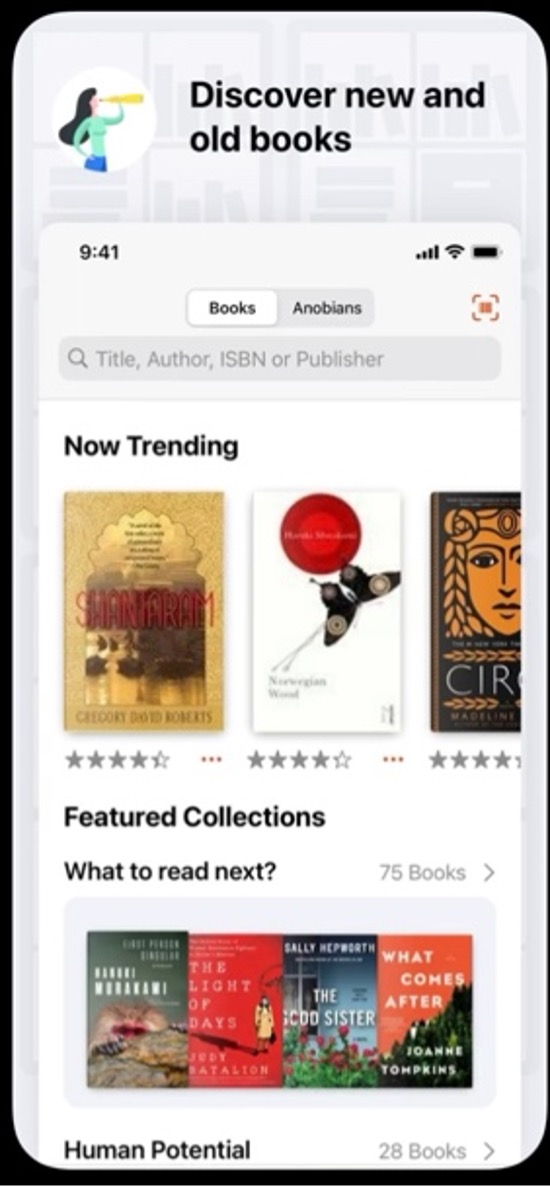 Discover new and
old books
9:41
Books
Anobians
Title, Author, ISBN or Publisher
Now Trending
SHANTARAM
GREGORY DAVID ROBERTS
Haruki Murakami
Norwegian
Wood
CIR
MADELINE
Featured Collections
What to read next?
75 Books
FIRST PERSON
SINGULAR
HARUKI
MURAKAMI
THE
LIGHT
OF
DAYS
JUDY
BATALION
SALLY HEPWORTH
THE
GOOD SISTER
WHAT
COMES
AFTER
JOANNE
TOMPKINS
Human Potential
28 Books